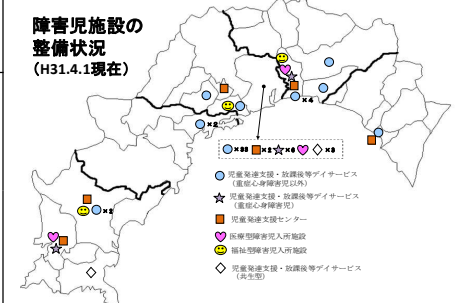 障害児施設の
整備状況
(H31.4.1現在)
×4
×2
×38 ×2 ×6 ×3
児童発達支援・放課後等デイサービス
（重症心身障害児以外）
児童発達支援・放課後等デイサービス
（重症心身障害児）
児童発達支援センター
×2
医療型障害児入所施設
福祉型障害児入所施設
児童発達支援・放課後等デイサービス
（共生型）